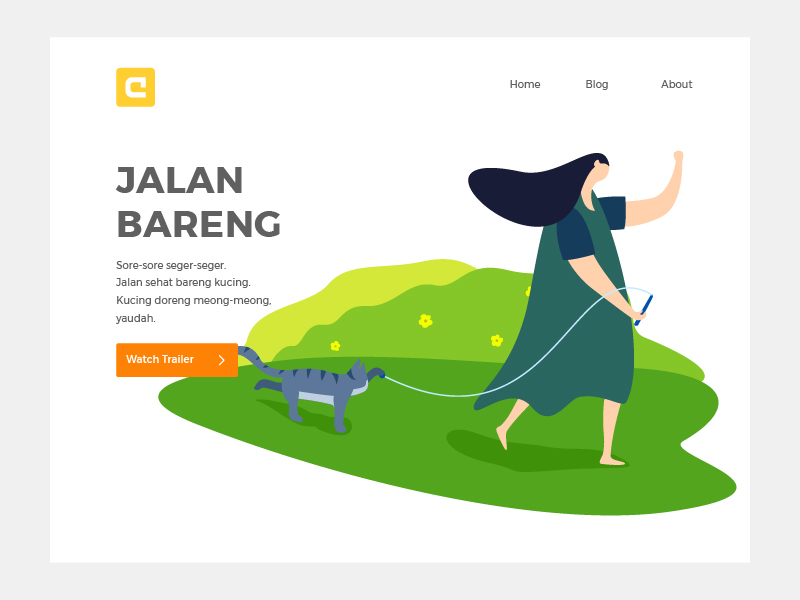 Home Blog About
JALAN
BARENG
Sore-sore seger-seger.
Jalan sehat bareng kucing.
Kucing doreng meong-meong,
yaudah.
Watch Trailer